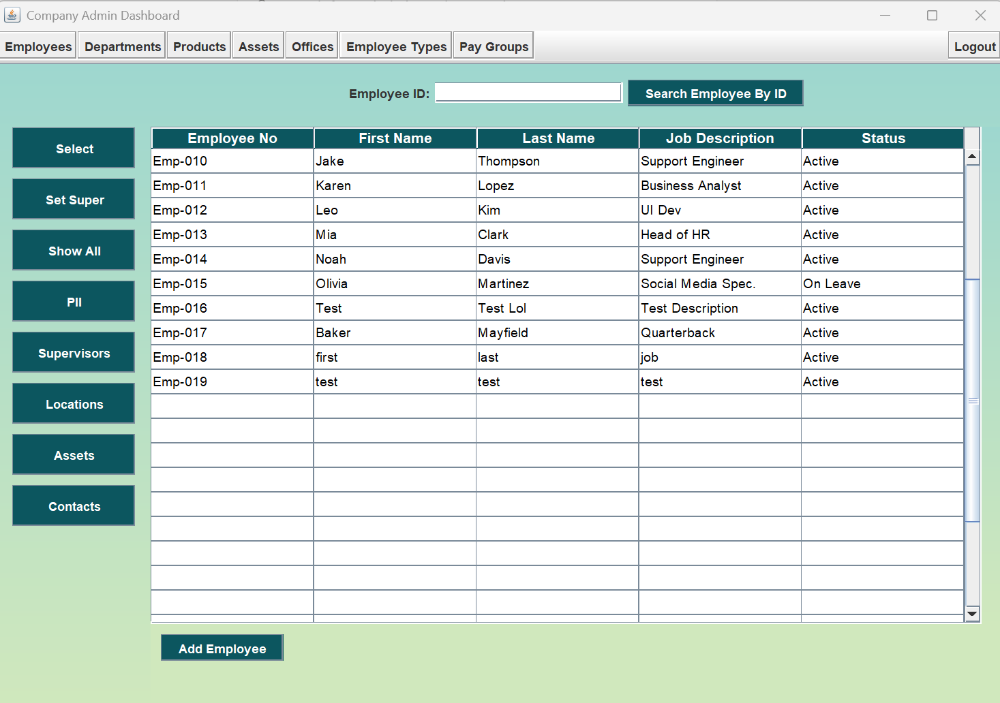 Company Admin Dashboard
Employees Departments Products Assets Offices Employee Types Pay Groups Logout
Employee ID: Search Employee By ID
Select
Set Super
Show All
PII
Supervisors
Locations
Assets
Contacts
Employee No First Name Last Name Job Description Status
Emp-010 Jake Thompson Support Engineer Active
Emp-011 Karen Lopez Business Analyst Active
Emp-012 Leo Kim UI Dev Active
Emp-013 Mia Clark Head of HR Active
Emp-014 Noah Davis Support Engineer Active
Emp-015 Olivia Martinez Social Media Spec. On Leave
Emp-016 Test Test Lol Test Description Active
Emp-017 Baker Mayfield Quarterback Active
Emp-018 first last job Active
Emp-019 test test test Active
Add Employee